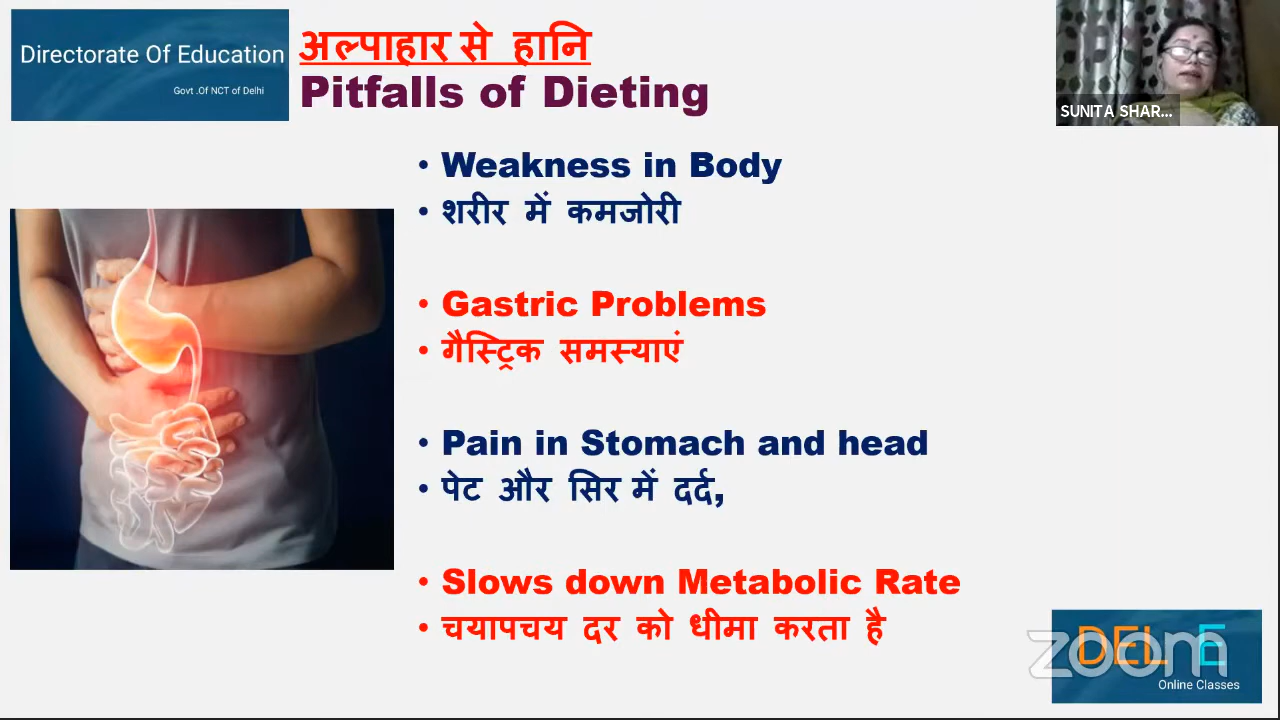 Directorate Of Education
Govt .Of NCT of Delhi
अल्पाहार से हानि
Pitfalls of Dieting
SUNITA SHAR...
• Weakness in Body
• शरीर में कमजोरी
• Gastric Problems
• गैस्ट्रिक समस्याएं
• Pain in Stomach and head
• पेट और सिर में दर्द,
• Slows down Metabolic Rate
• चयापचय दर को धीमा करता है
zoom
DEL E
Online Classes